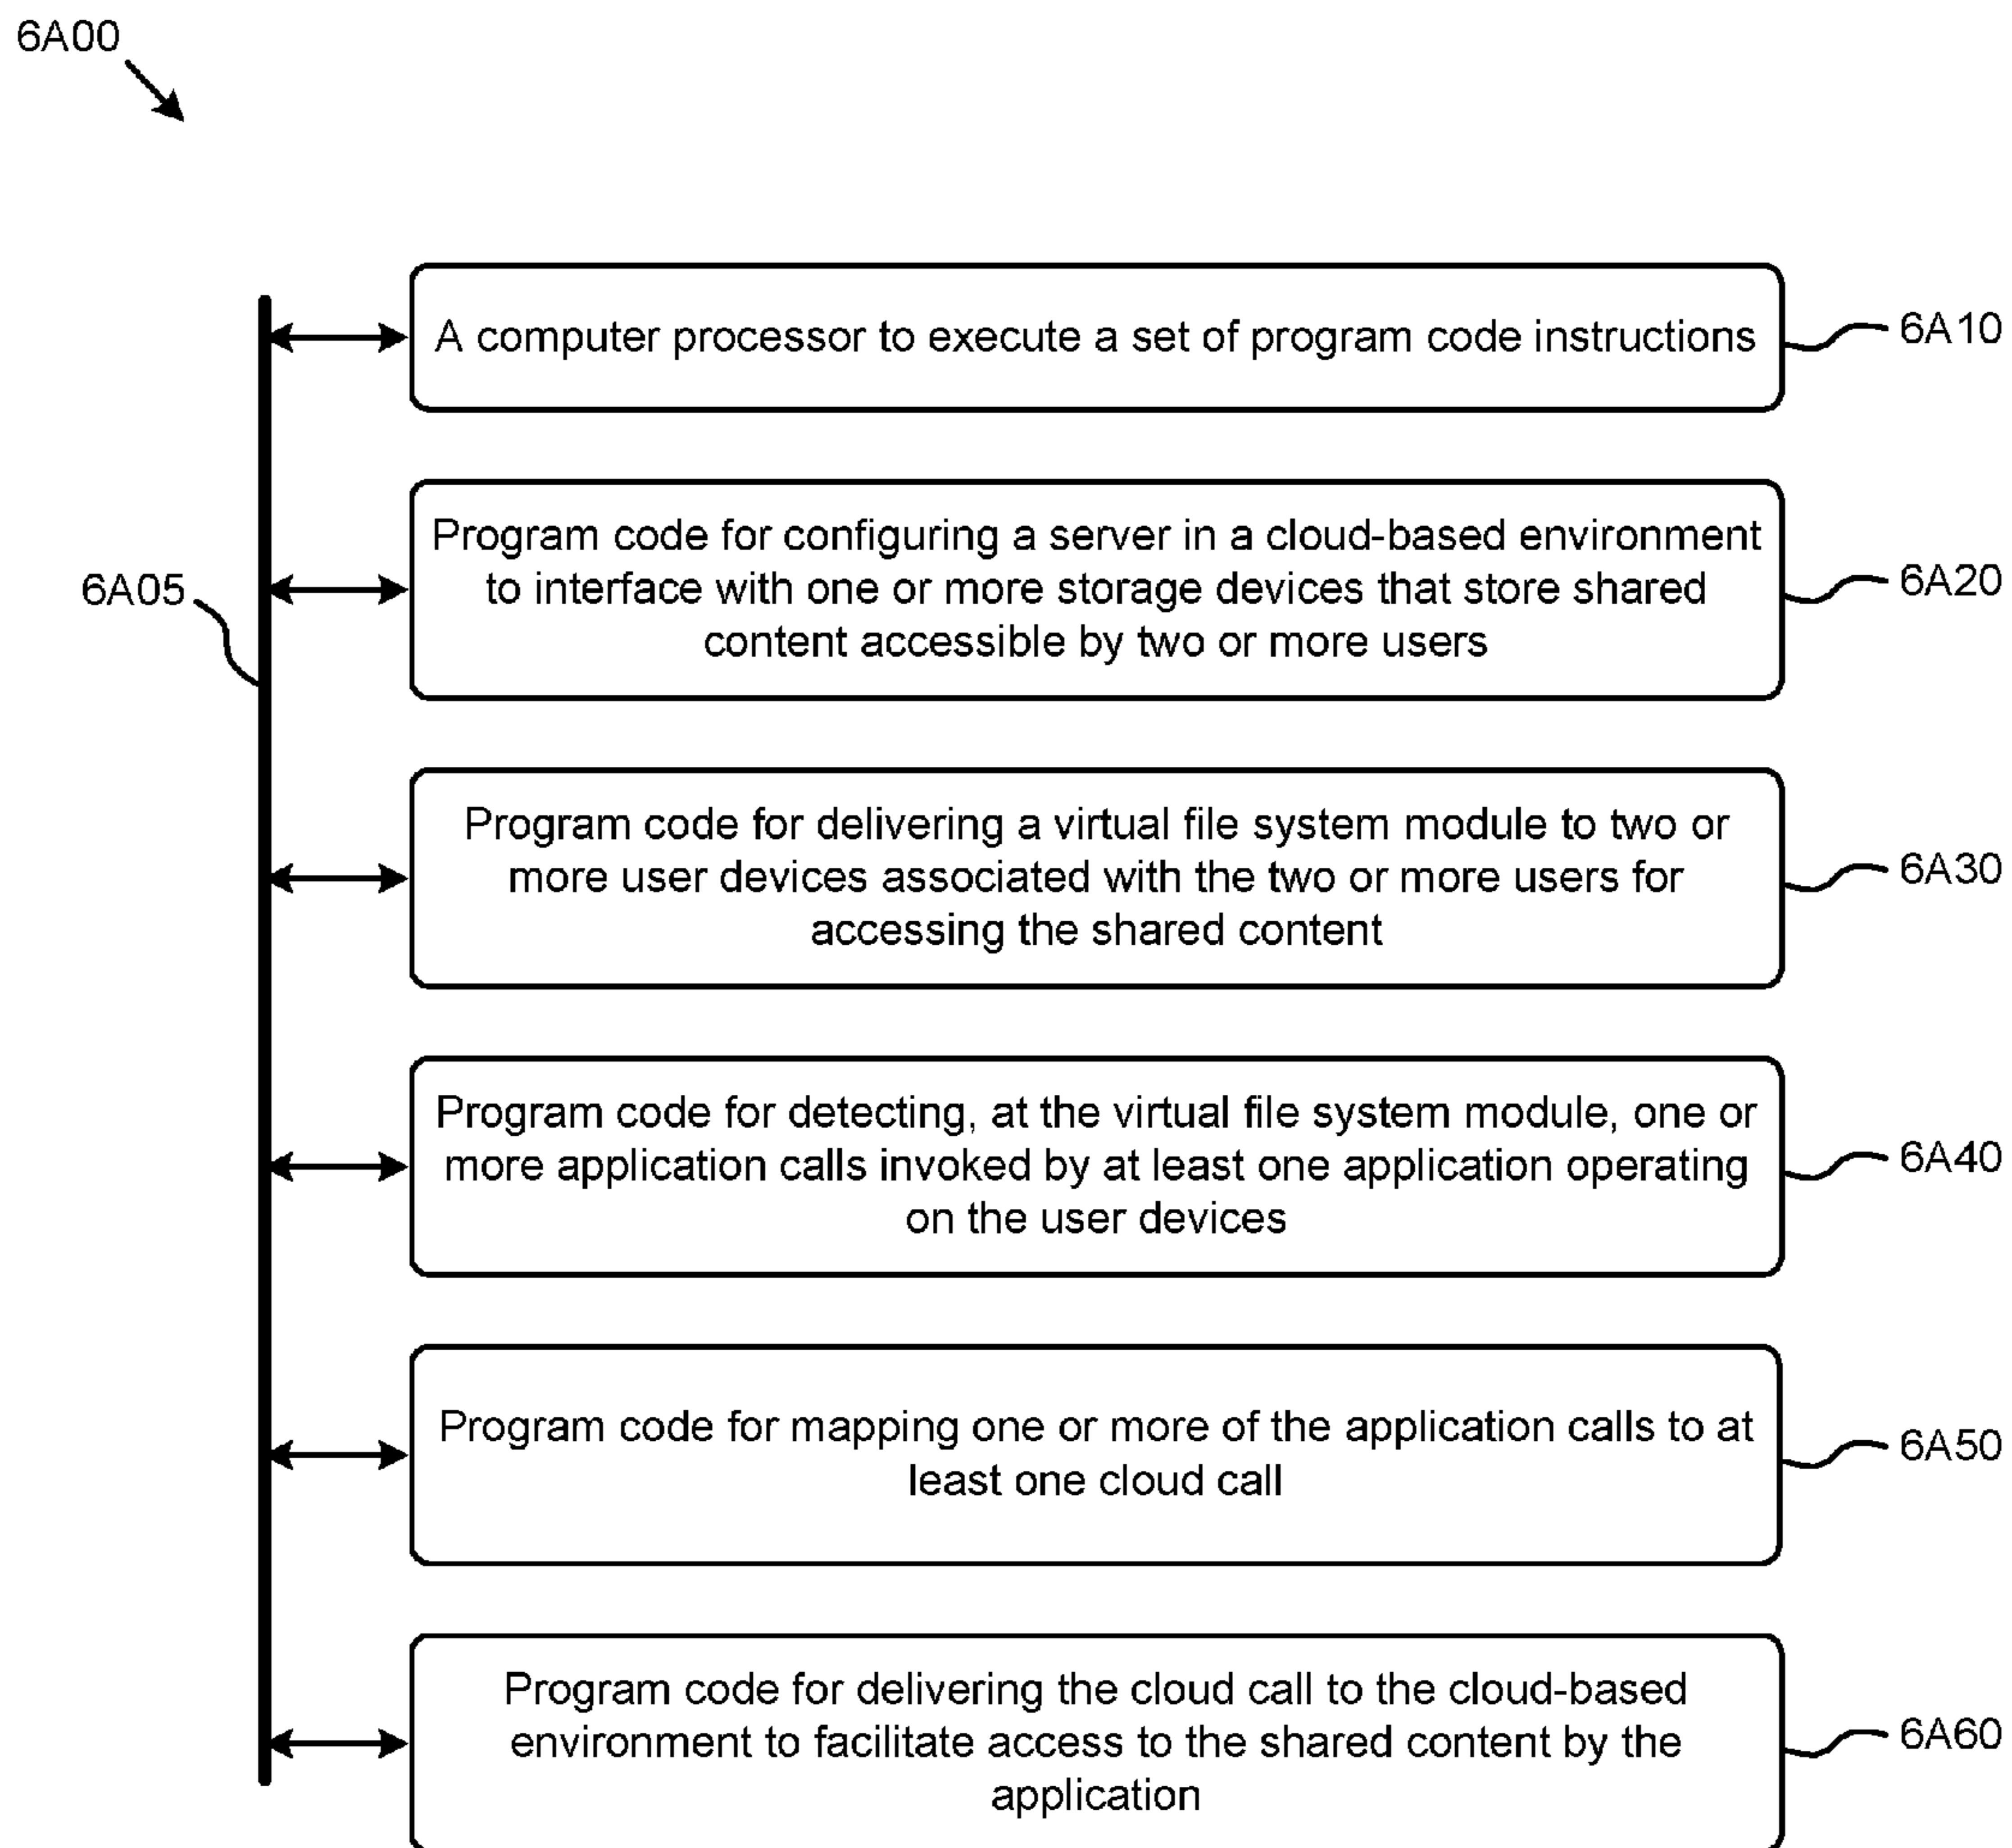 6A00
A computer processor to execute a set of program code instructions
6A10
Program code for configuring a server in a cloud-based environment
to interface with one or more storage devices that store shared
content accessible by two or more users
6A20
6A05
Program code for delivering a virtual file system module to two or
more user devices associated with the two or more users for
accessing the shared content
6A30
Program code for detecting, at the virtual file system module, one or
more application calls invoked by at least one application operating
on the user devices
6A40
Program code for mapping one or more of the application calls to at
least one cloud call
6A50
Program code for delivering the cloud call to the cloud-based
environment to facilitate access to the shared content by the
application
6A60